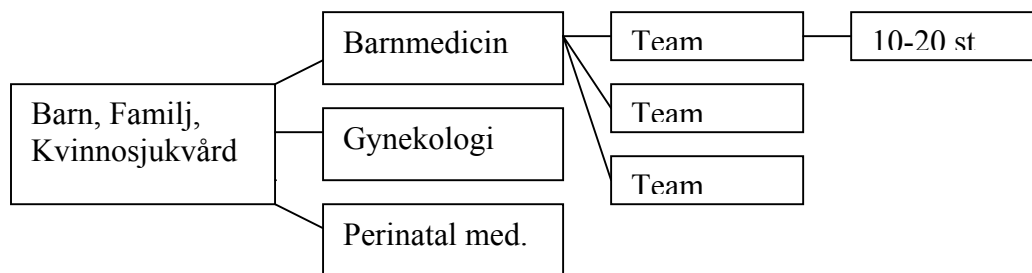 Barnmedicin
Team
10-20 st
Team
Barn, Familj,
Kvinnosjukvård
Gynekologi
Team
Perinatal med.